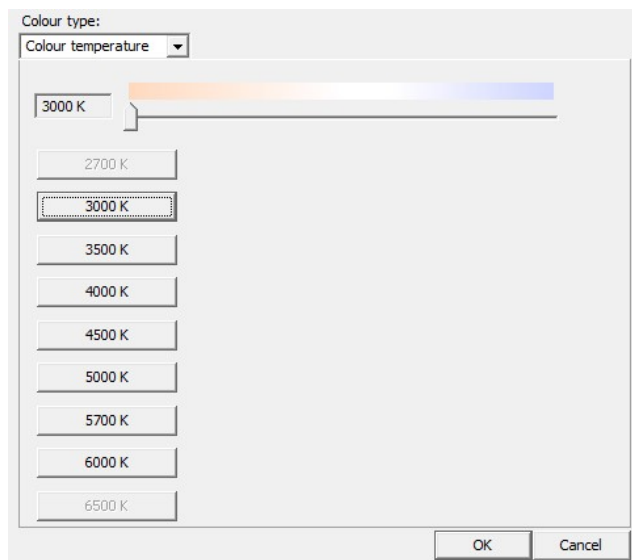 Colour type:
Colour temperature
3000 K
2700 K
3000 K
3500 K
4000 K
4500 K
5000 K
5700 K
6000 K
6500 K
OK Cancel